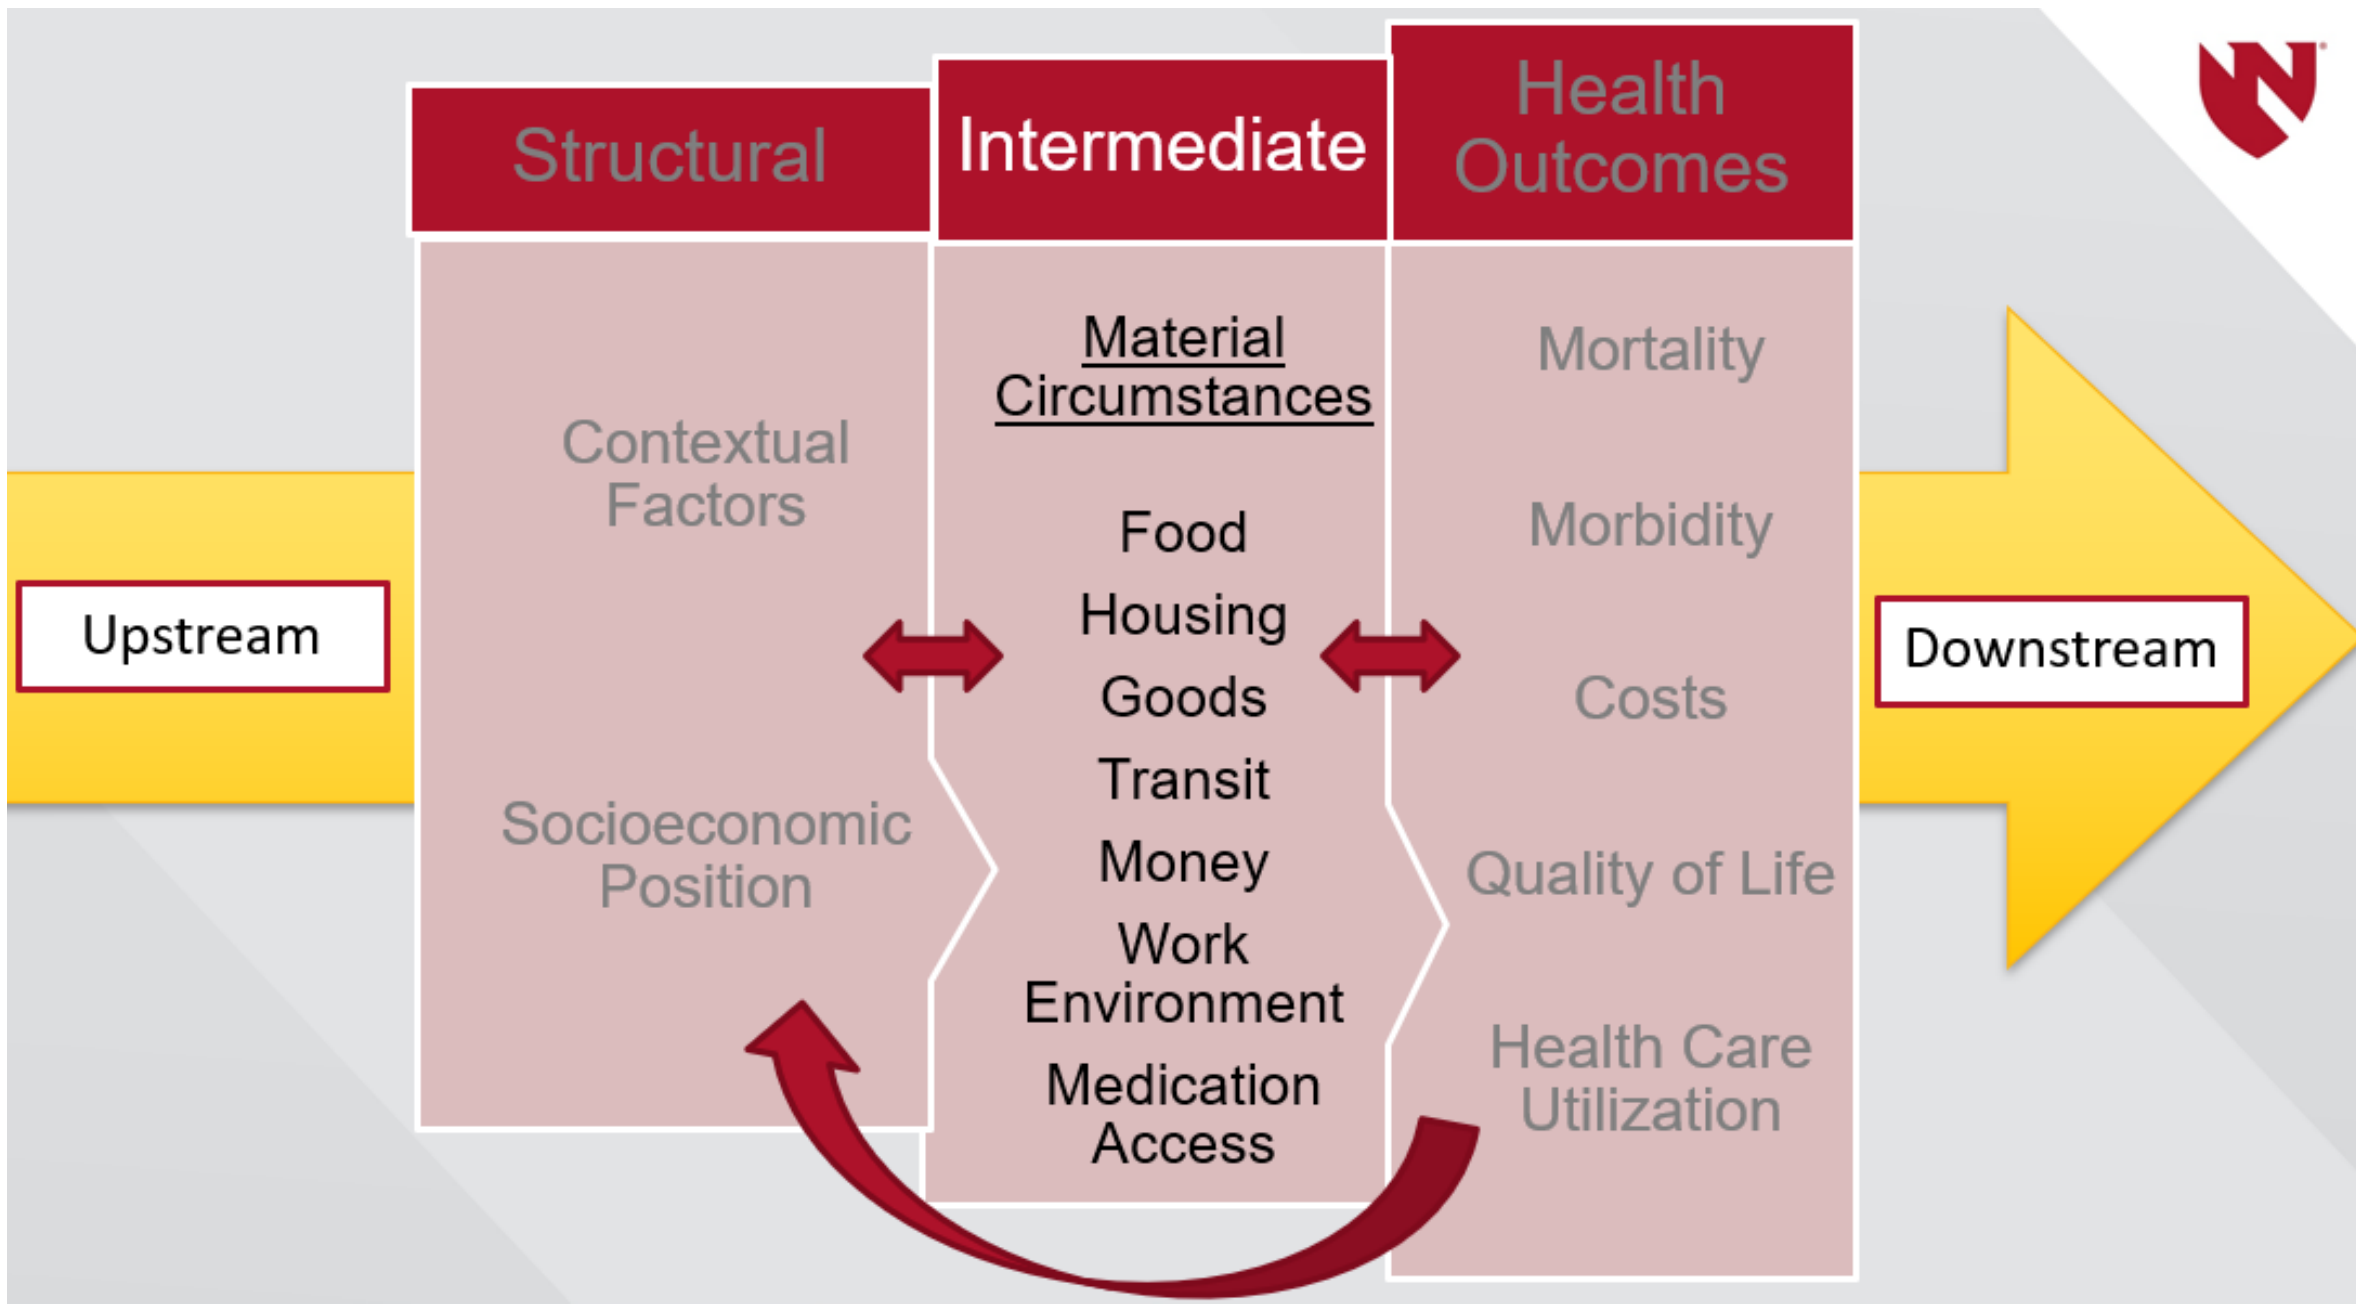 Structural
Intermediate
Health
Outcomes
Upstream
Contextual
Factors
Socioeconomic
Position
Material
Circumstances
Food
Housing
Goods
Transit
Money
Work
Environment
Medication
Access
Mortality
Morbidity
Costs
Quality of Life
Health Care
Utilization
Downstream
N